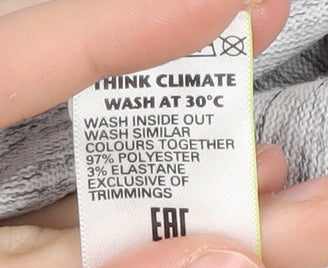 THINK CLIMATE
WASH AT 30°C
WASH INSIDE OUT
WASH SIMILAR
COLOURS TOGETHER
97% POLYESTER
3% ELASTANE
EXCLUSIVE OF
TRIMMINGS
EAC